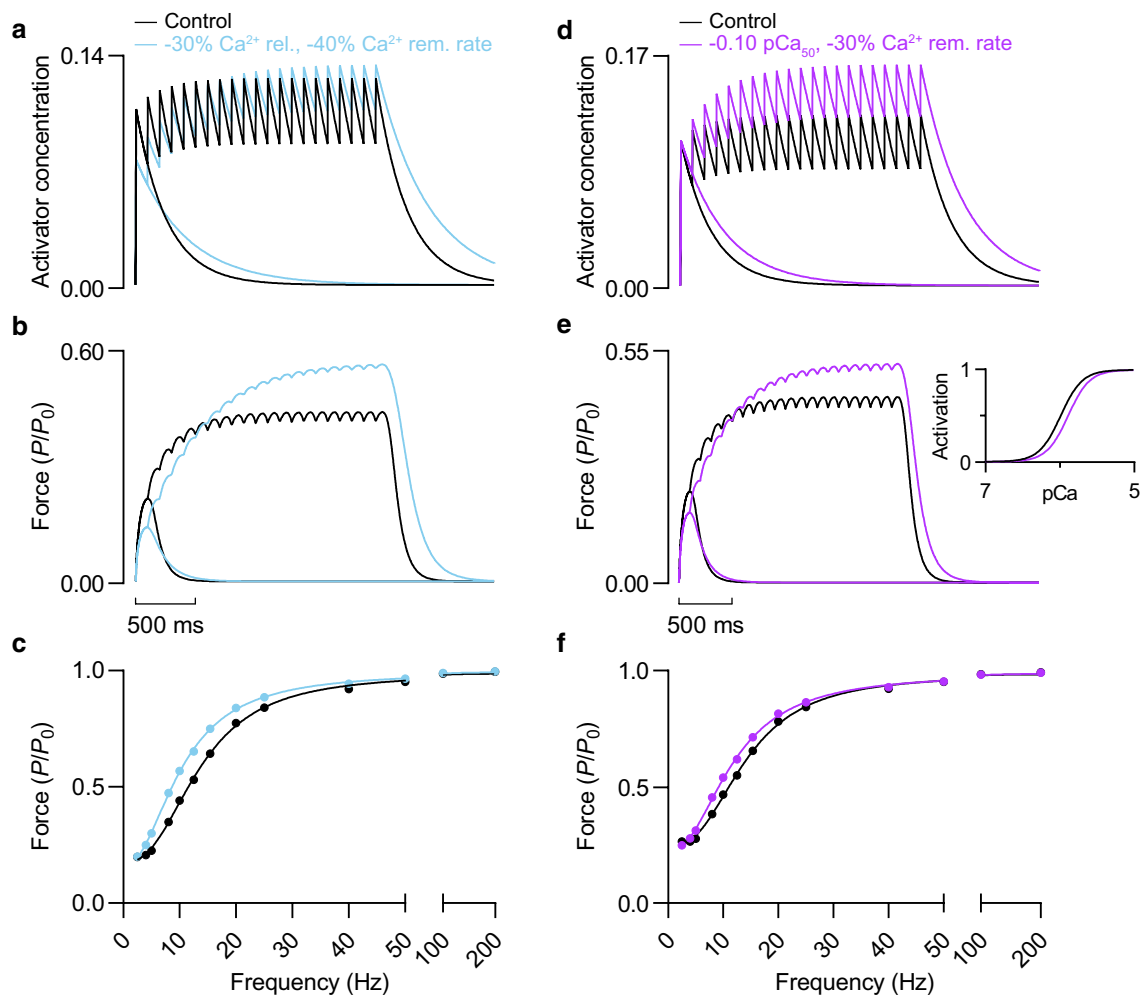 a
Control
-30% Ca²⁺ rel., -40% Ca²⁺ rem. rate
0.14
0.00
Activator concentration
b
0.60
0.00
Force (P/P₀)
500 ms
c
1.0
0.5
0.0
Force (P/P₀)
0 10 20 30 40 50 100 200
Frequency (Hz)
d
Control
-0.10 pCa₅₀, -30% Ca²⁺ rem. rate
0.17
0.00
Activator concentration
e
0.55
0.00
Force (P/P₀)
500 ms
1
0
Activation
7 5
pCa
f
1.0
0.5
0.0
Force (P/P₀)
0 10 20 30 40 50 100 200
Frequency (Hz)